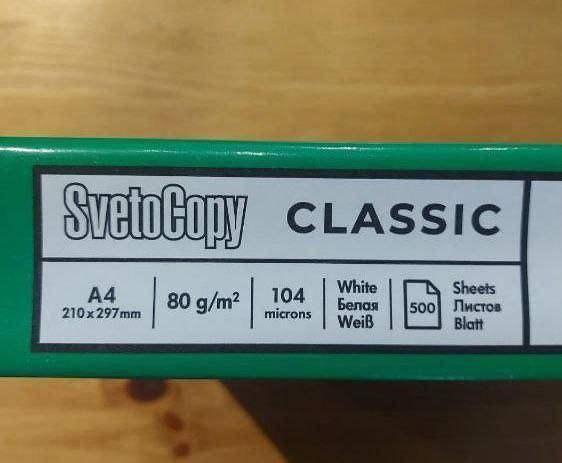 SvetoCopy CLASSIC
A4
210x297mm
80 g/m²
104
microns
White
Белая
Weiß
500
Sheets
Листов
Blatt